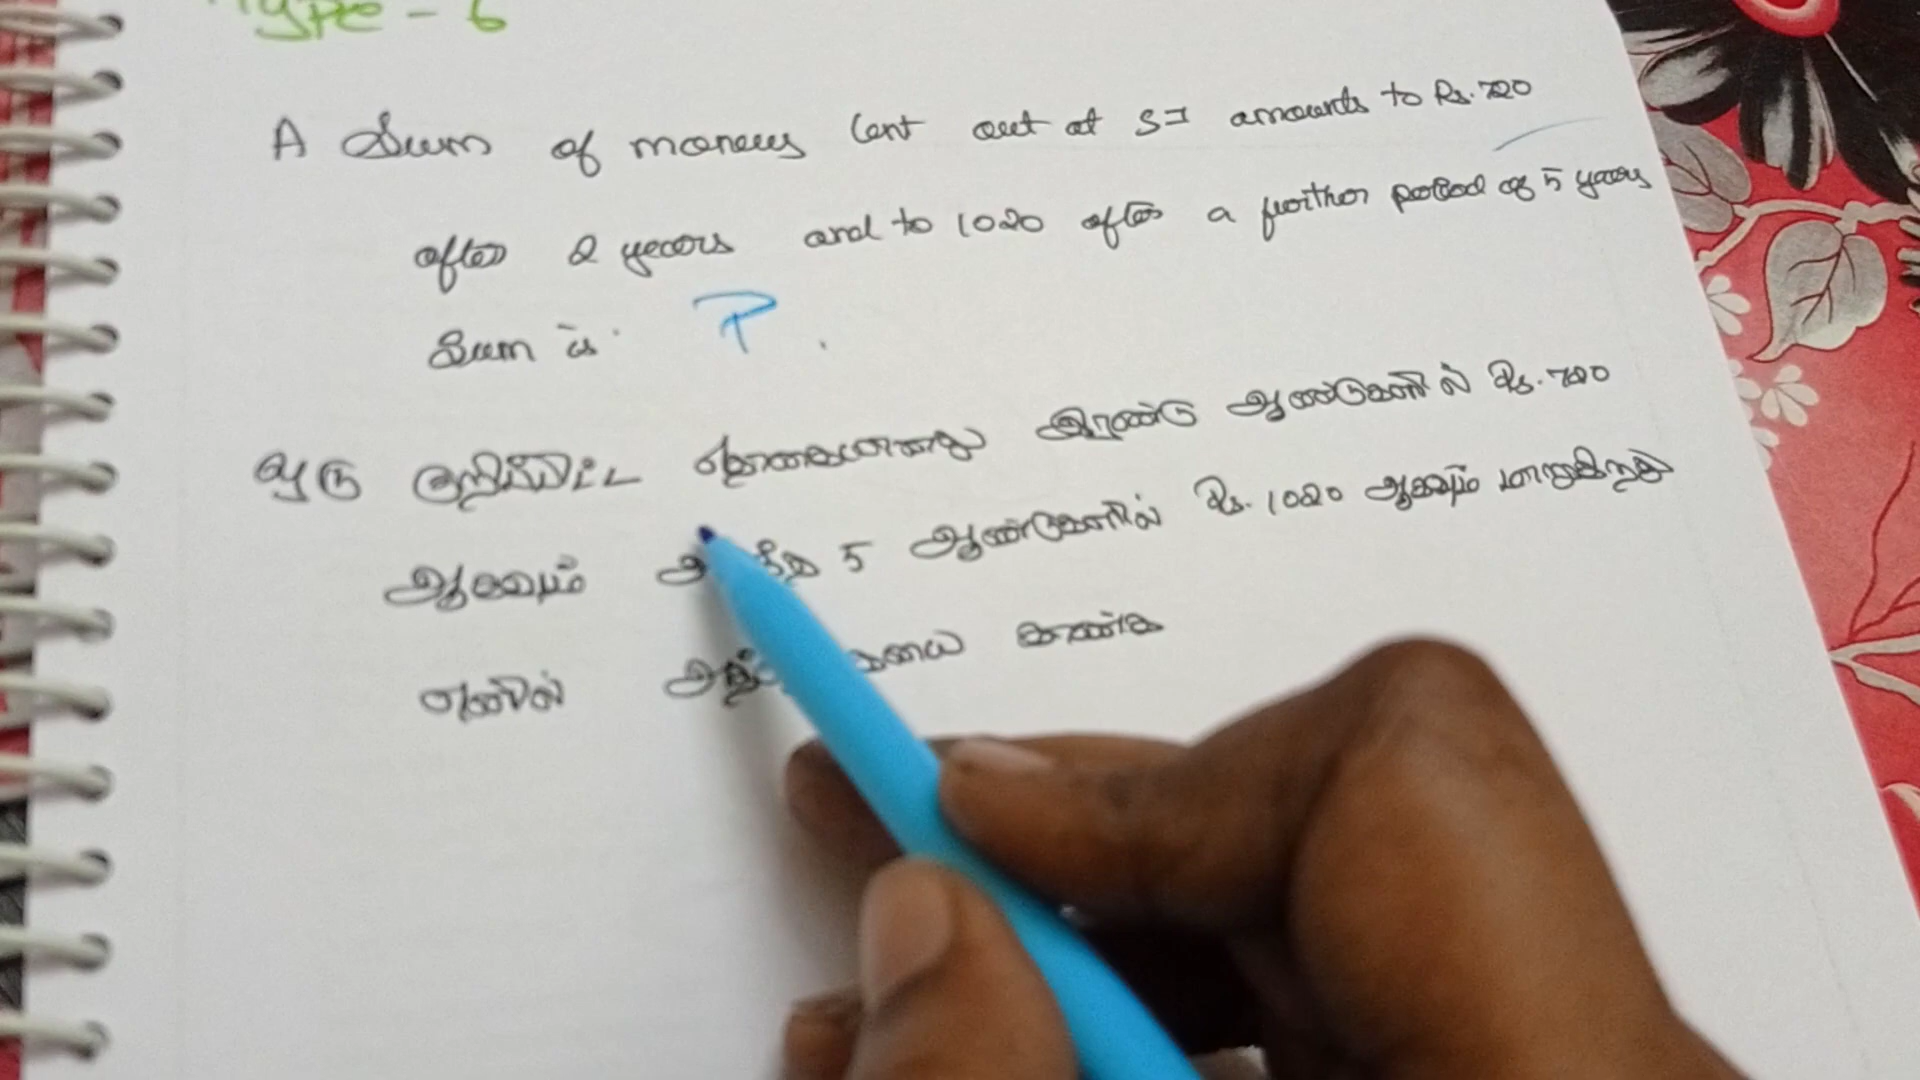 Type - 6
A Sum of money lent out at SI amounts to Rs. 720
after 2 years and to 1020 after a further period of 5 years
Sum is P .
ஒரு குறிப்பிட்ட தொகையானது இரண்டு ஆண்டுகளில் Rs. 720
ஆகவும் 5 ஆண்டுகளில் Rs. 1020 ஆகவும் மாறுகிறது
எனில் காண்க